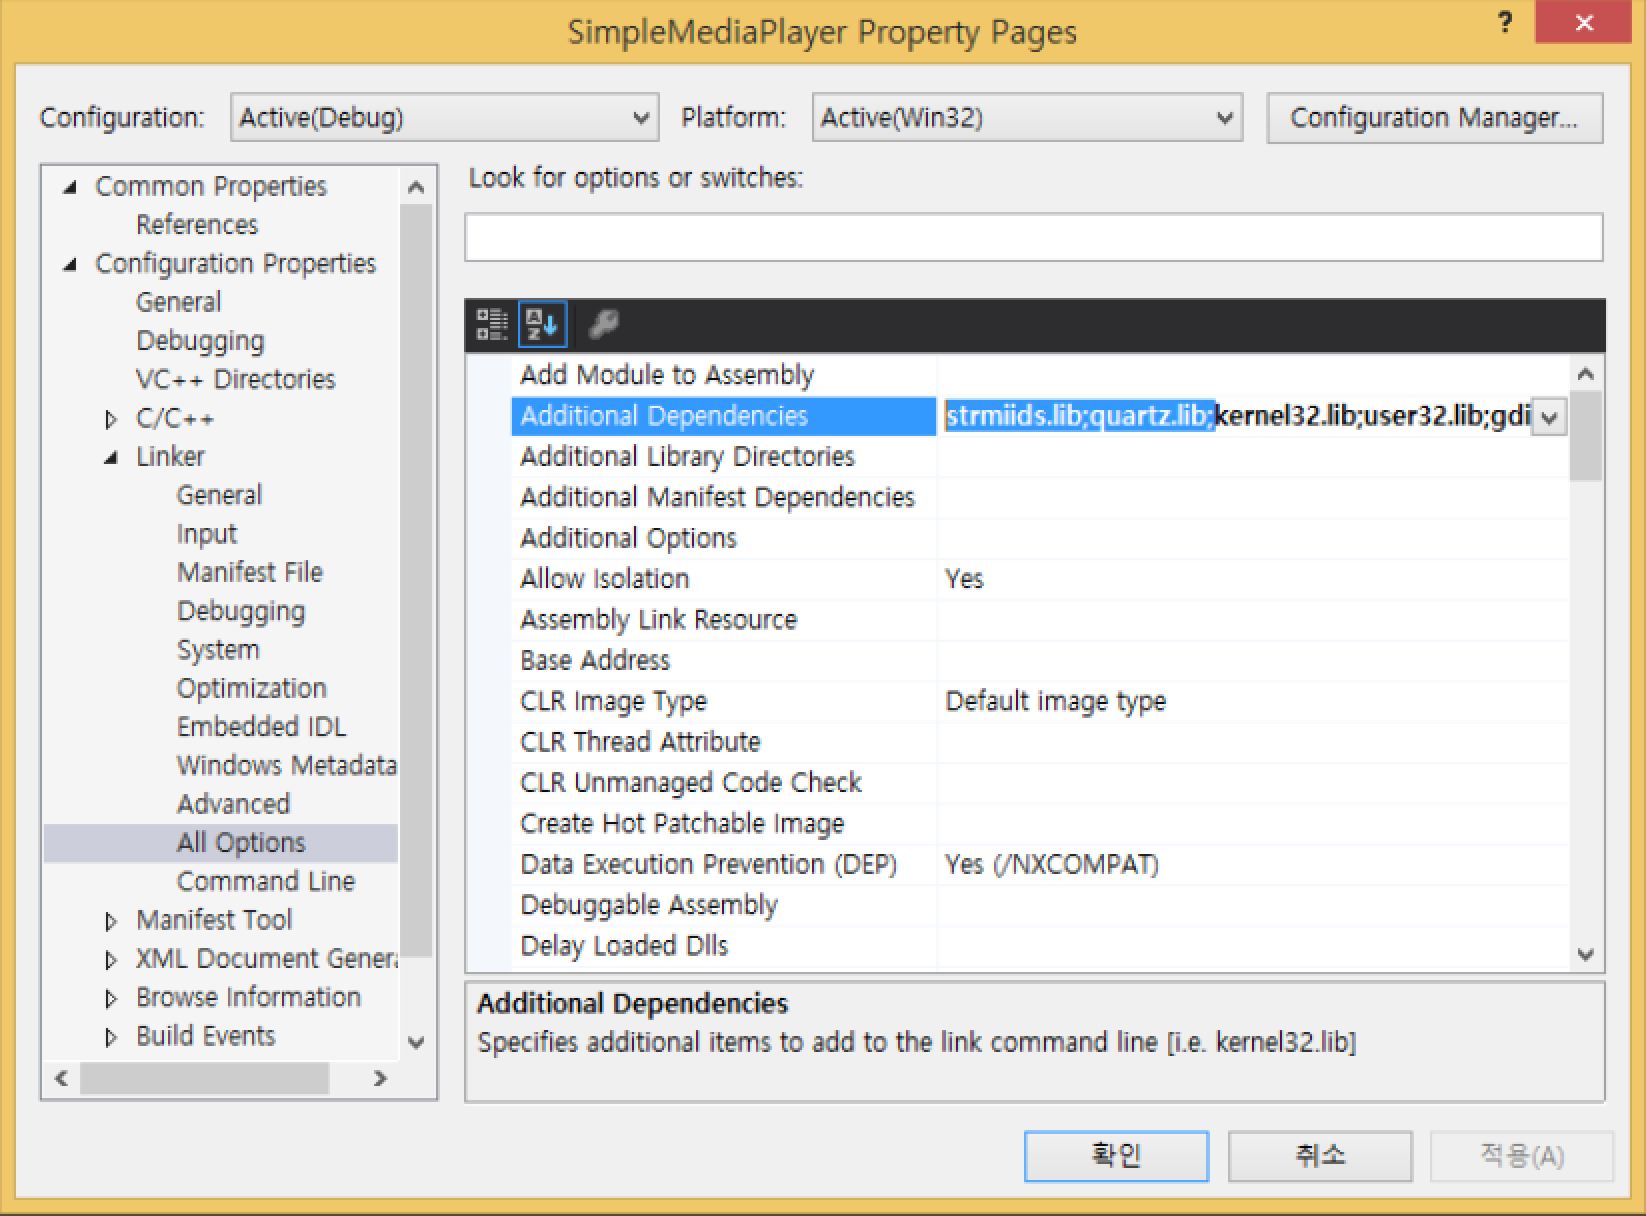 SimpleMediaPlayer Property Pages
?
Configuration: Active(Debug) Platform: Active(Win32) Configuration Manager...
Common Properties
References
Configuration Properties
General
Debugging
VC++ Directories
C/C++
Linker
General
Input
Manifest File
Debugging
System
Optimization
Embedded IDL
Windows Metadata
Advanced
All Options
Command Line
Manifest Tool
XML Document Genera
Browse Information
Build Events
Look for options or switches:
Add Module to Assembly
Additional Dependencies strmiids.lib;quartz.lib;kernel32.lib;user32.lib;gdi
Additional Library Directories
Additional Manifest Dependencies
Additional Options
Allow Isolation Yes
Assembly Link Resource
Base Address
CLR Image Type Default image type
CLR Thread Attribute
CLR Unmanaged Code Check
Create Hot Patchable Image
Data Execution Prevention (DEP) Yes (/NXCOMPAT)
Debuggable Assembly
Delay Loaded Dlls
Additional Dependencies
Specifies additional items to add to the link command line [i.e. kernel32.lib]
확인 취소 적용(A)